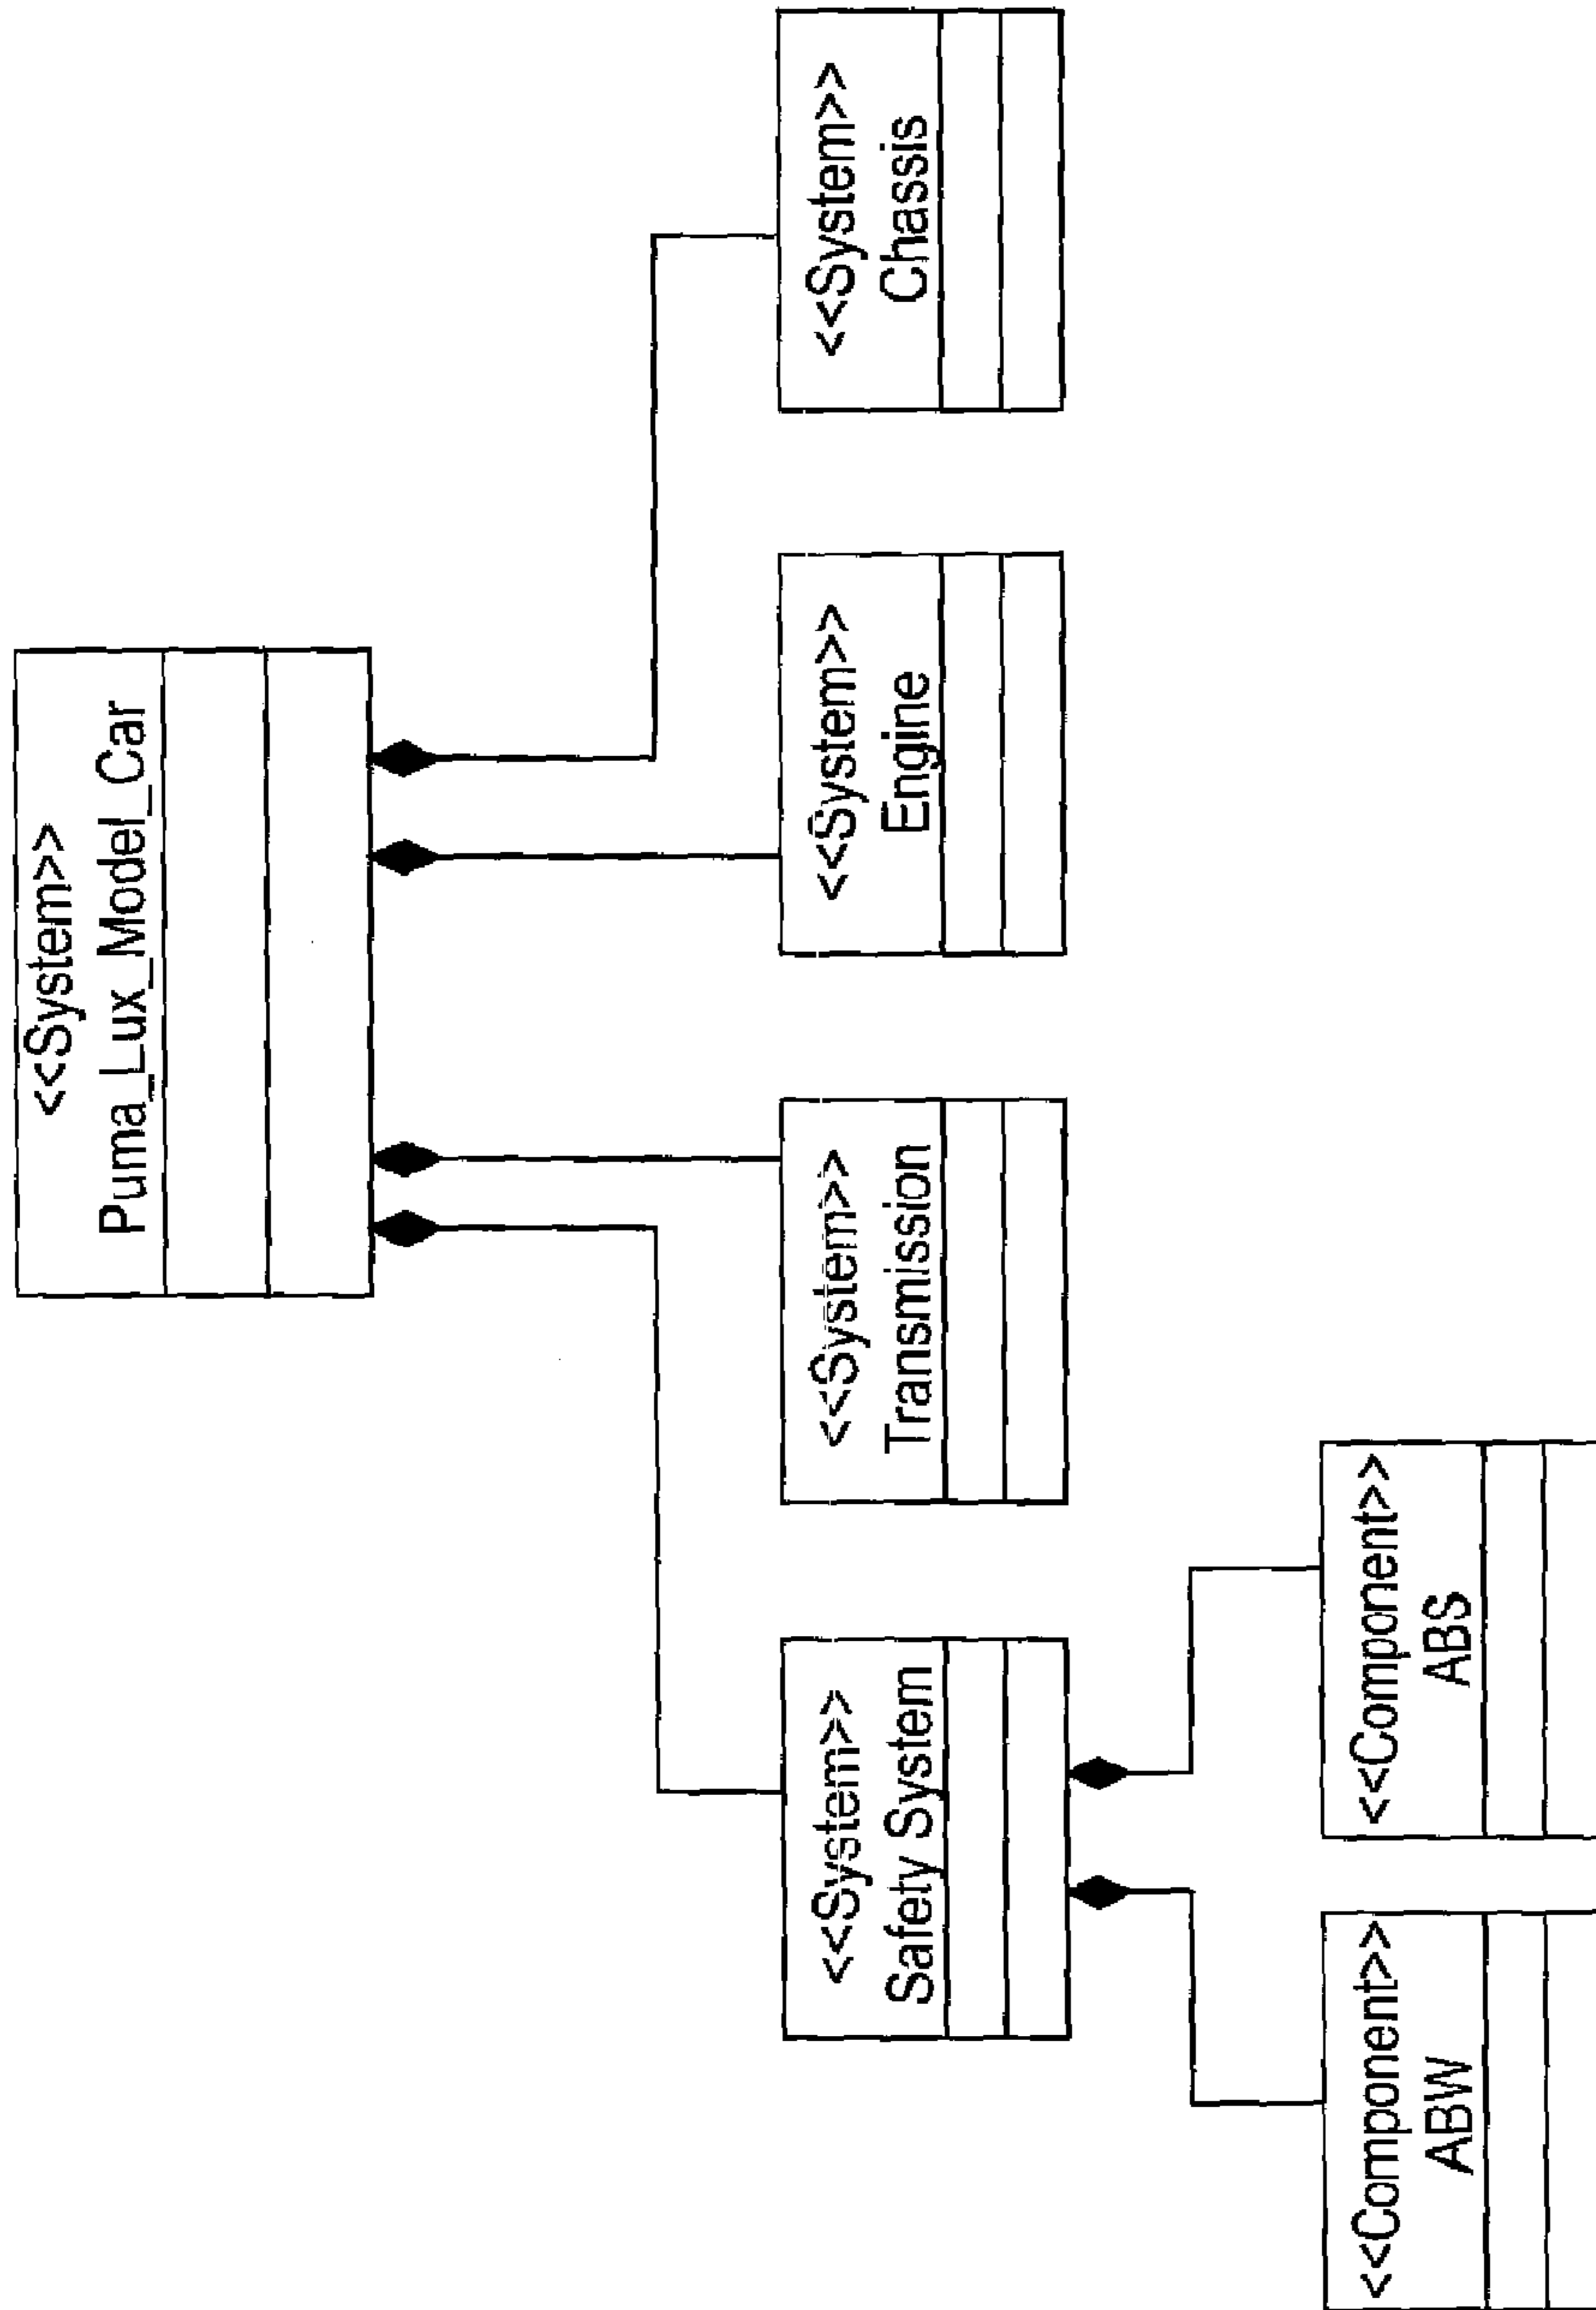 <<System>>
Puma_Lux_Model_Car
<<System>>
Safety System
<<System>>
Transmission
<<System>>
Engine
<<System>>
Chassis
<<Component>>
ABW
<<Component>>
ABS